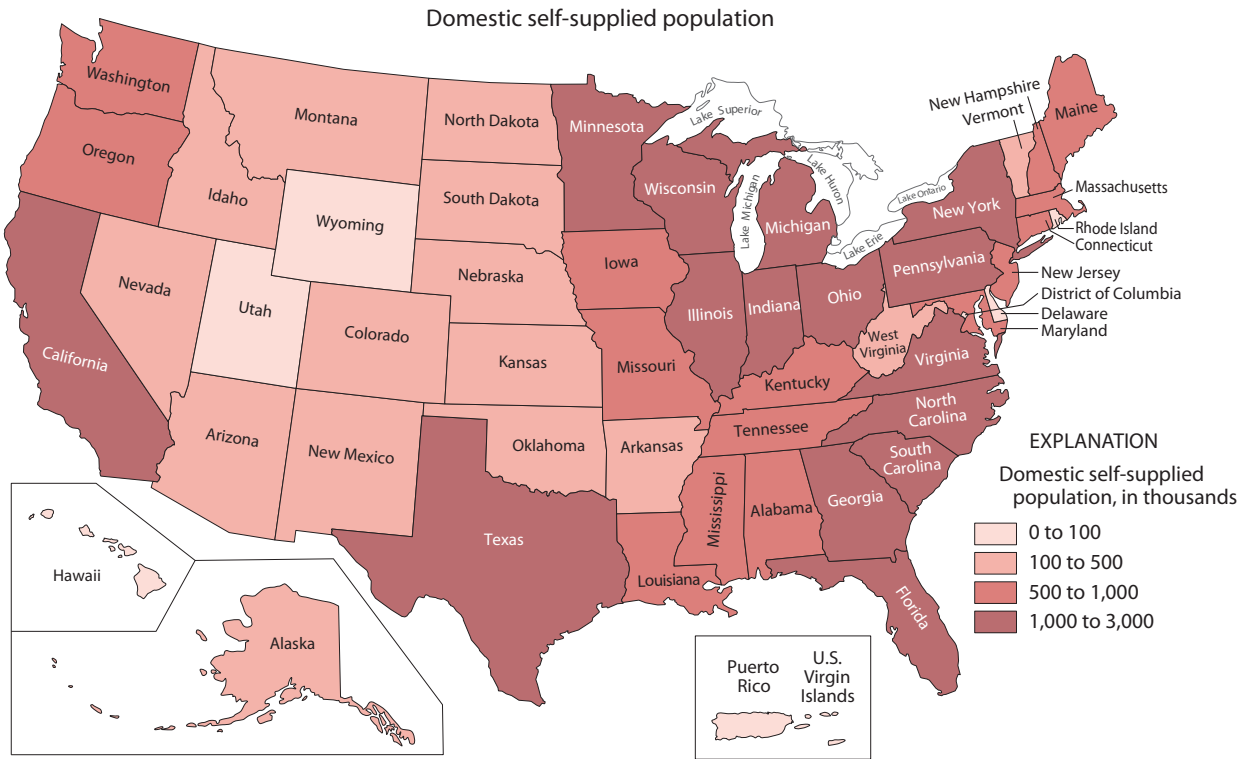 Domestic self-supplied population
Washington
Oregon
California
Nevada
Idaho
Montana
Wyoming
Utah
Colorado
Arizona
New Mexico
North Dakota
South Dakota
Nebraska
Kansas
Oklahoma
Texas
Minnesota
Iowa
Missouri
Arkansas
Louisiana
Wisconsin
Illinois
Michigan
Indiana
Ohio
Kentucky
Tennessee
Mississippi
Alabama
Georgia
Florida
South
Carolina
North
Carolina
Virginia
West
Virginia
Pennsylvania
New York
Lake Superior
Lake Michigan
Lake Huron
Lake Erie
Lake Ontario
New Hampshire
Vermont
Maine
Massachusetts
Rhode Island
Connecticut
New Jersey
District of Columbia
Delaware
Maryland
Hawaii
Alaska
Puerto
Rico
U.S.
Virgin
Islands
EXPLANATION
Domestic self-supplied
population, in thousands
0 to 100
100 to 500
500 to 1,000
1,000 to 3,000